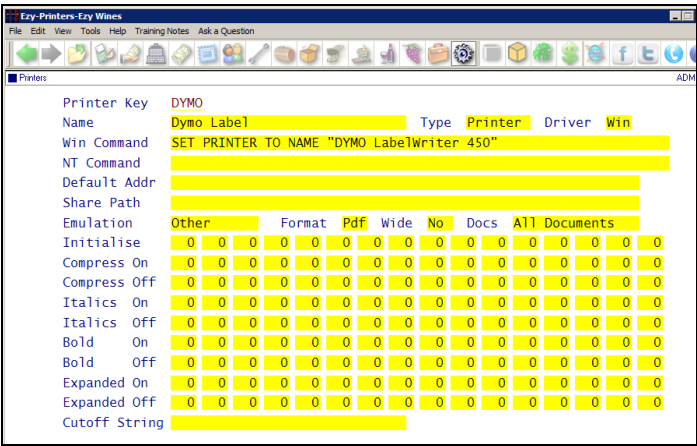 Ezy-Printers-Ezy Wines
File Edit View Tools Help Training Notes Ask a Question
Printers ADM
Printer Key DYMO
Name Dymo Label Type Printer Driver Win
Win Command SET PRINTER TO NAME "DYMO LabelWriter 450"
NT Command
Default Addr
Share Path
Emulation Other Format Pdf Wide No Docs All Documents
Initialise 0 0 0 0 0 0 0 0 0 0 0 0 0 0 0 0
Compress On 0 0 0 0 0 0 0 0 0 0 0 0 0 0 0 0
Compress Off 0 0 0 0 0 0 0 0 0 0 0 0 0 0 0 0
Italics On 0 0 0 0 0 0 0 0 0 0 0 0 0 0 0 0
Italics Off 0 0 0 0 0 0 0 0 0 0 0 0 0 0 0 0
Bold On 0 0 0 0 0 0 0 0 0 0 0 0 0 0 0 0
Bold Off 0 0 0 0 0 0 0 0 0 0 0 0 0 0 0 0
Expanded On 0 0 0 0 0 0 0 0 0 0 0 0 0 0 0 0
Expanded Off 0 0 0 0 0 0 0 0 0 0 0 0 0 0 0 0
Cutoff String